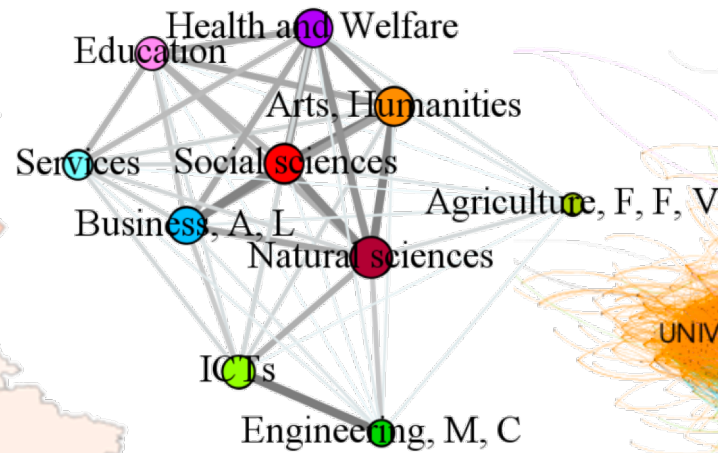 Health and Welfare
Education
Arts, Humanities
Services
Social sciences
Agriculture, F, F, V
Business, A, L
Natural sciences
UNIV
ICTs
Engineering, M, C